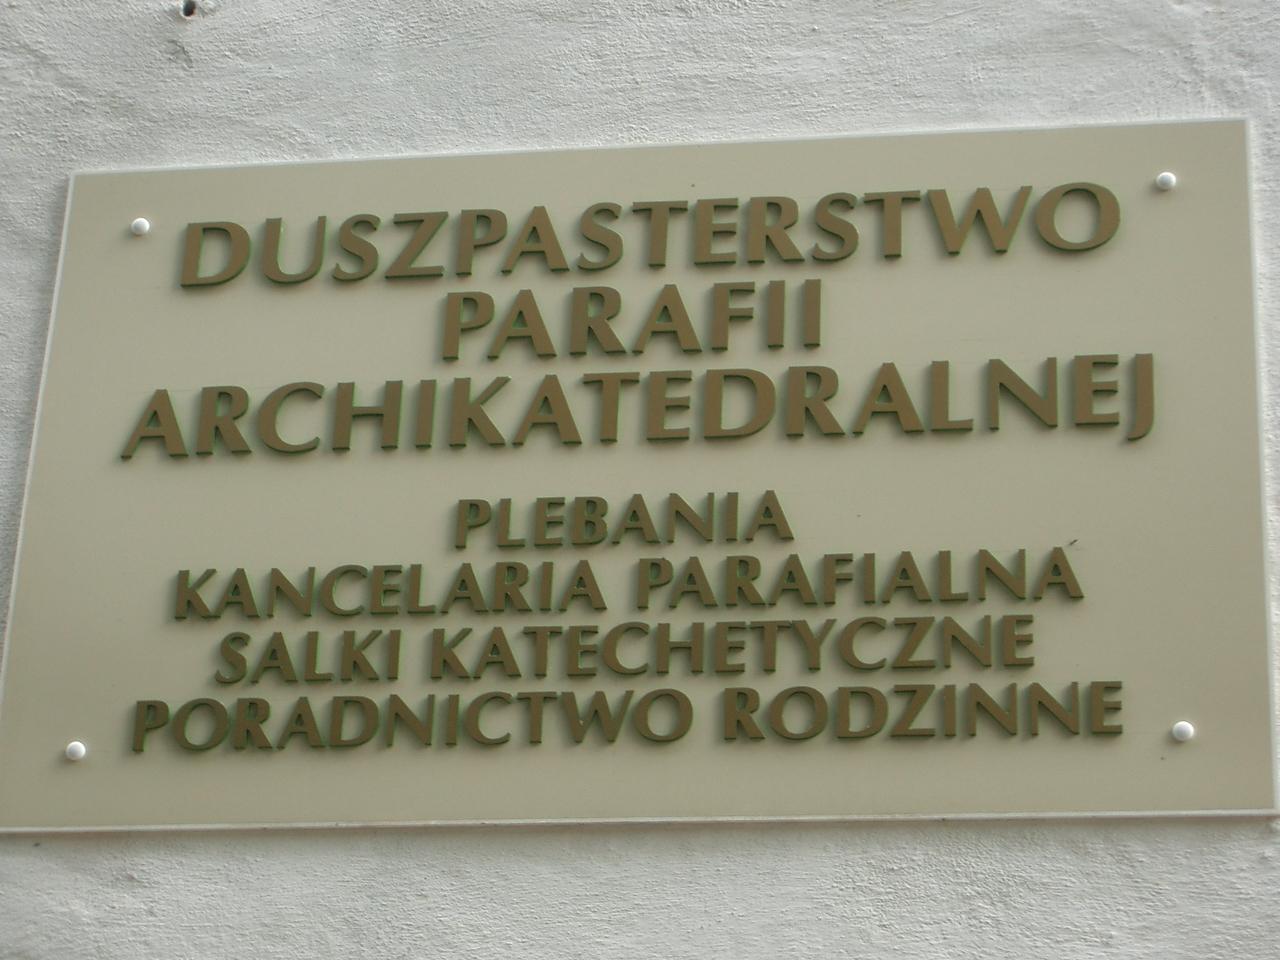 DUSZPASTERSTWO
PARAFII
ARCHIKATEDRALNEJ
PLEBANIA
KANCELARIA PARAFIALNA
SALKI KATECHETYCZNE
PORADNICTWO RODZINNE